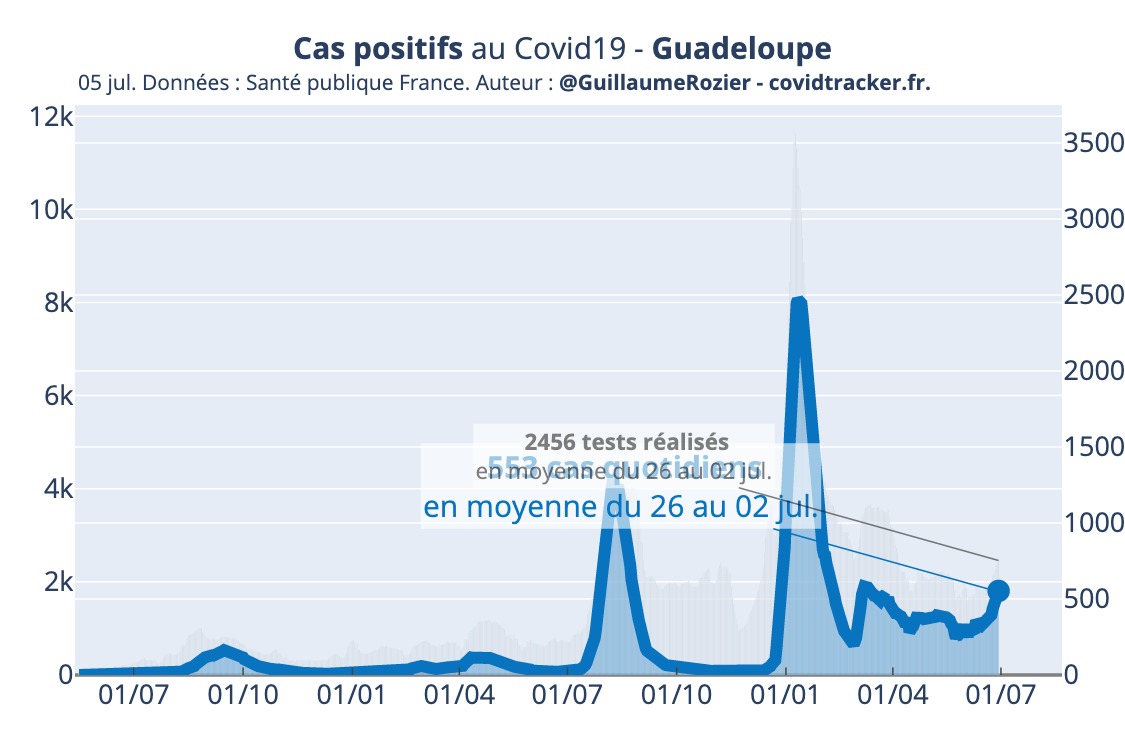 Cas positifs au Covid19 - Guadeloupe
05 jul. Données : Santé publique France. Auteur : @GuillaumeRozier - covidtracker.fr.
12k
10k
8k
6k
4k
2k
0
3500
3000
2500
2000
1500
1000
500
0
2456 tests réalisés
en moyenne du 26 au 02 jul.
553 cas quotidiens
en moyenne du 26 au 02 jul.
01/07 01/10 01/01 01/04 01/07 01/10 01/01 01/04 01/07